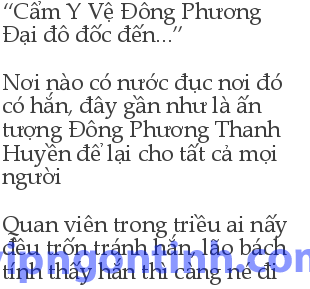 “Cẩm Y Vệ Đông Phương
Đại đô đốc đến...”
Nơi nào có nước đục nơi đó
có hắn, đây gần như là ấn
tượng Đông Phương Thanh
Huyền để lại cho tất cả mọi
người
Quan viên trong triều ai nấy
đều trốn tránh hắn, lão bách
tính thấy hắn thì càng né đi
vipngontinh.com